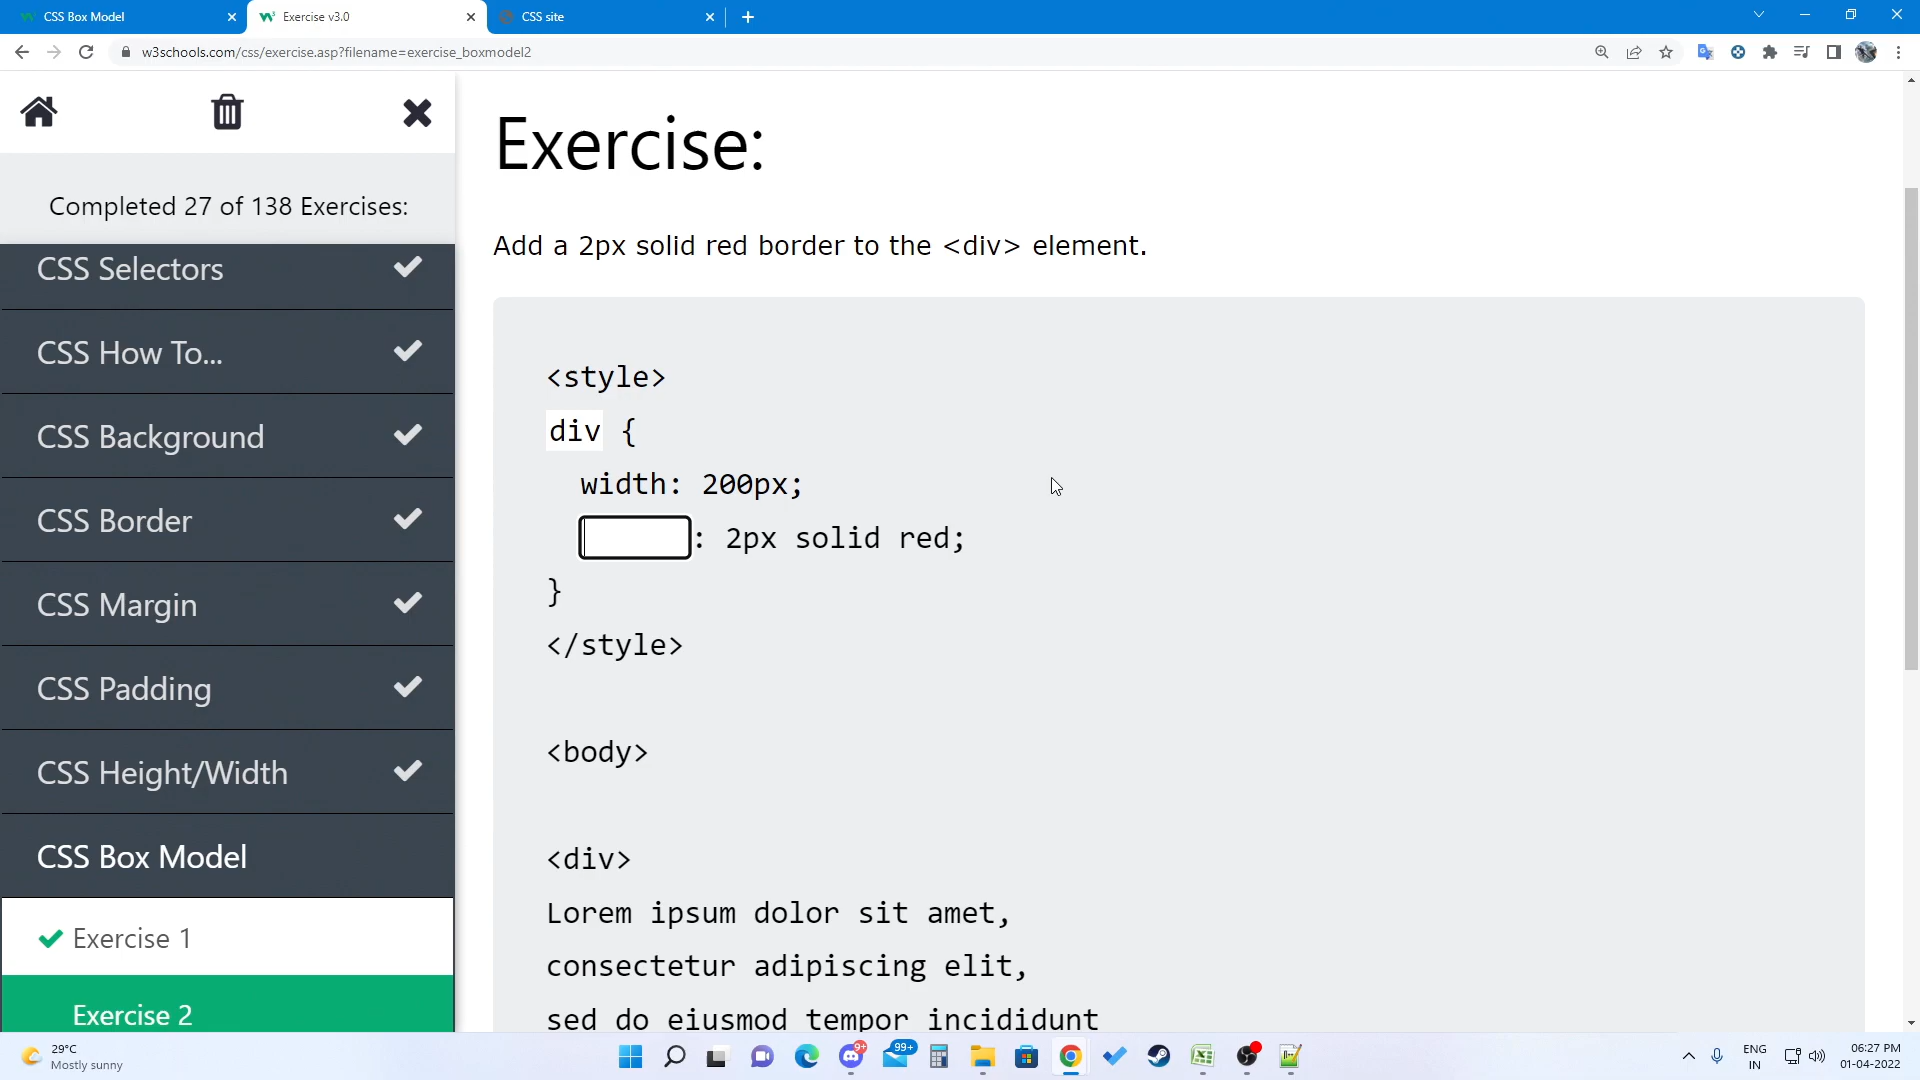 CSS Box Model
Exercise v3.0
CSS site
w3schools.com/css/exercise.asp?filename=exercise_boxmodel2
Completed 27 of 138 Exercises:
CSS Selectors
CSS How To...
CSS Background
CSS Border
CSS Margin
CSS Padding
CSS Height/Width
CSS Box Model
Exercise 1
Exercise 2
Exercise:
Add a 2px solid red border to the <div> element.
<style>
div {
width: 200px;
: 2px solid red;
}
</style>
<body>
<div>
Lorem ipsum dolor sit amet,
consectetur adipiscing elit,
sed do eiusmod tempor incididunt
29°C
Mostly sunny
9+
99+
ENG
IN
06:27 PM
01-04-2022